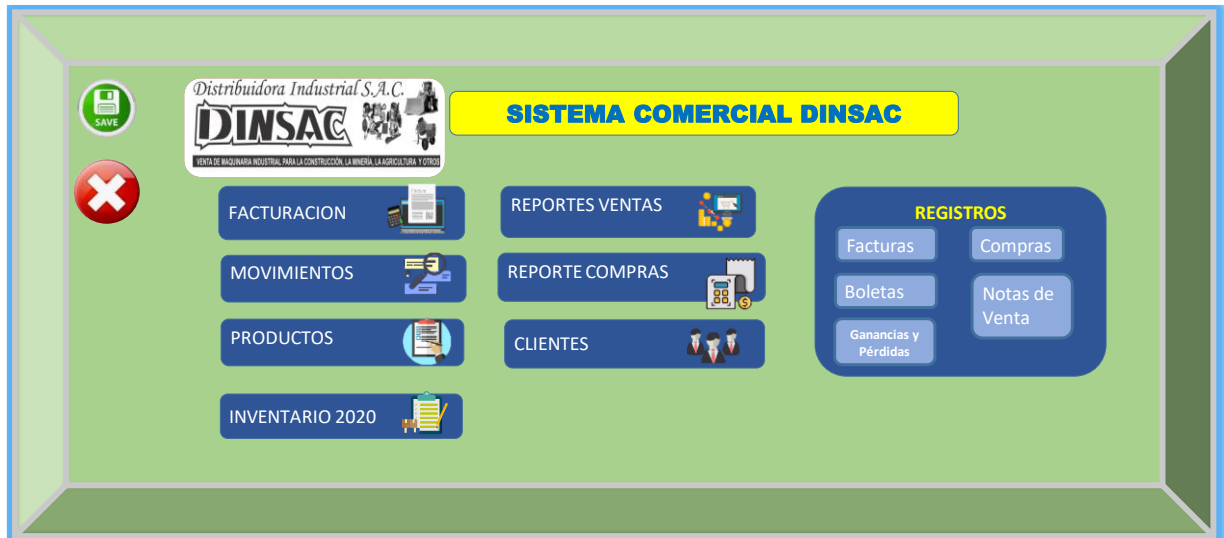 SAVE
Distribuidora Industrial S.A.C.
DINSAC
VENTA DE MAQUINARIA INDUSTRIAL PARA LA CONSTRUCCIÓN, LA MINERÍA, LA AGRICULTURA Y OTROS
SISTEMA COMERCIAL DINSAC
FACTURACION
Factura
REPORTES VENTAS
REGISTROS
Facturas
Compras
MOVIMIENTOS
REPORTE COMPRAS
Boletas
Notas de
Venta
PRODUCTOS
CLIENTES
Ganancias y
Pérdidas
INVENTARIO 2020